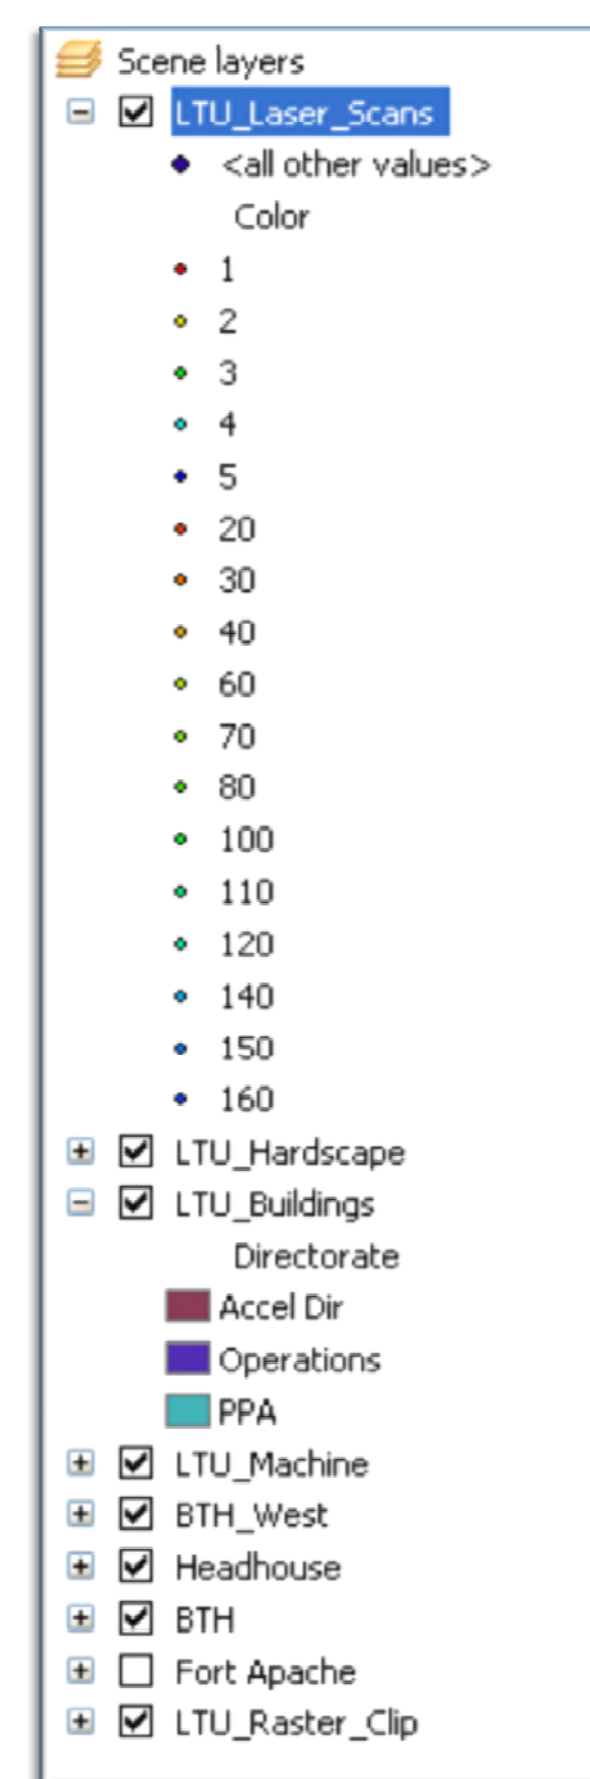 Scene layers
LTU_Laser_Scans
<all other values>
Color
1
2
3
4
5
20
30
40
60
70
80
100
110
120
140
150
160
LTU_Hardscape
LTU_Buildings
Directorate
Accel Dir
Operations
PPA
LTU_Machine
BTH_West
Headhouse
BTH
Fort Apache
LTU_Raster_Clip